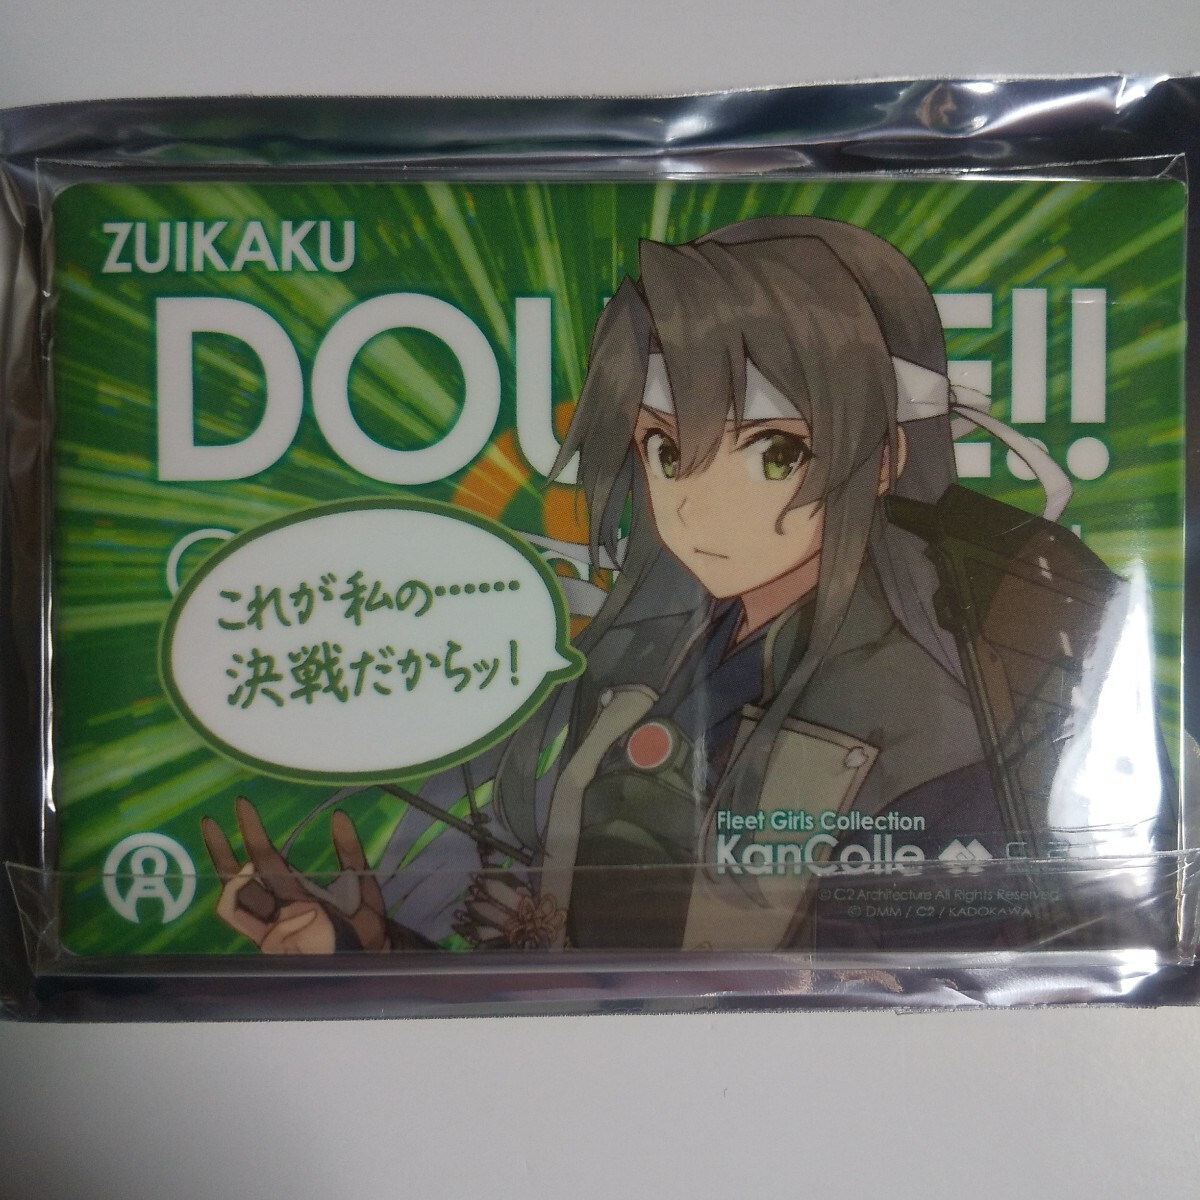 ZUIKAKU
DOU E!!
これが私の……
決戦だからッ!
Fleet Girls Collection
KanColle
© C2 Architecture All Rights Reserved.
© DMM / C2 / KADOKAWA